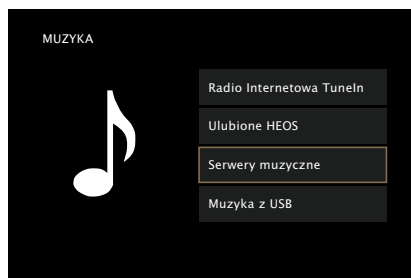 MUZYKA
Radio Internetowa TuneIn
Ulubione HEOS
Serwery muzyczne
Muzyka z USB